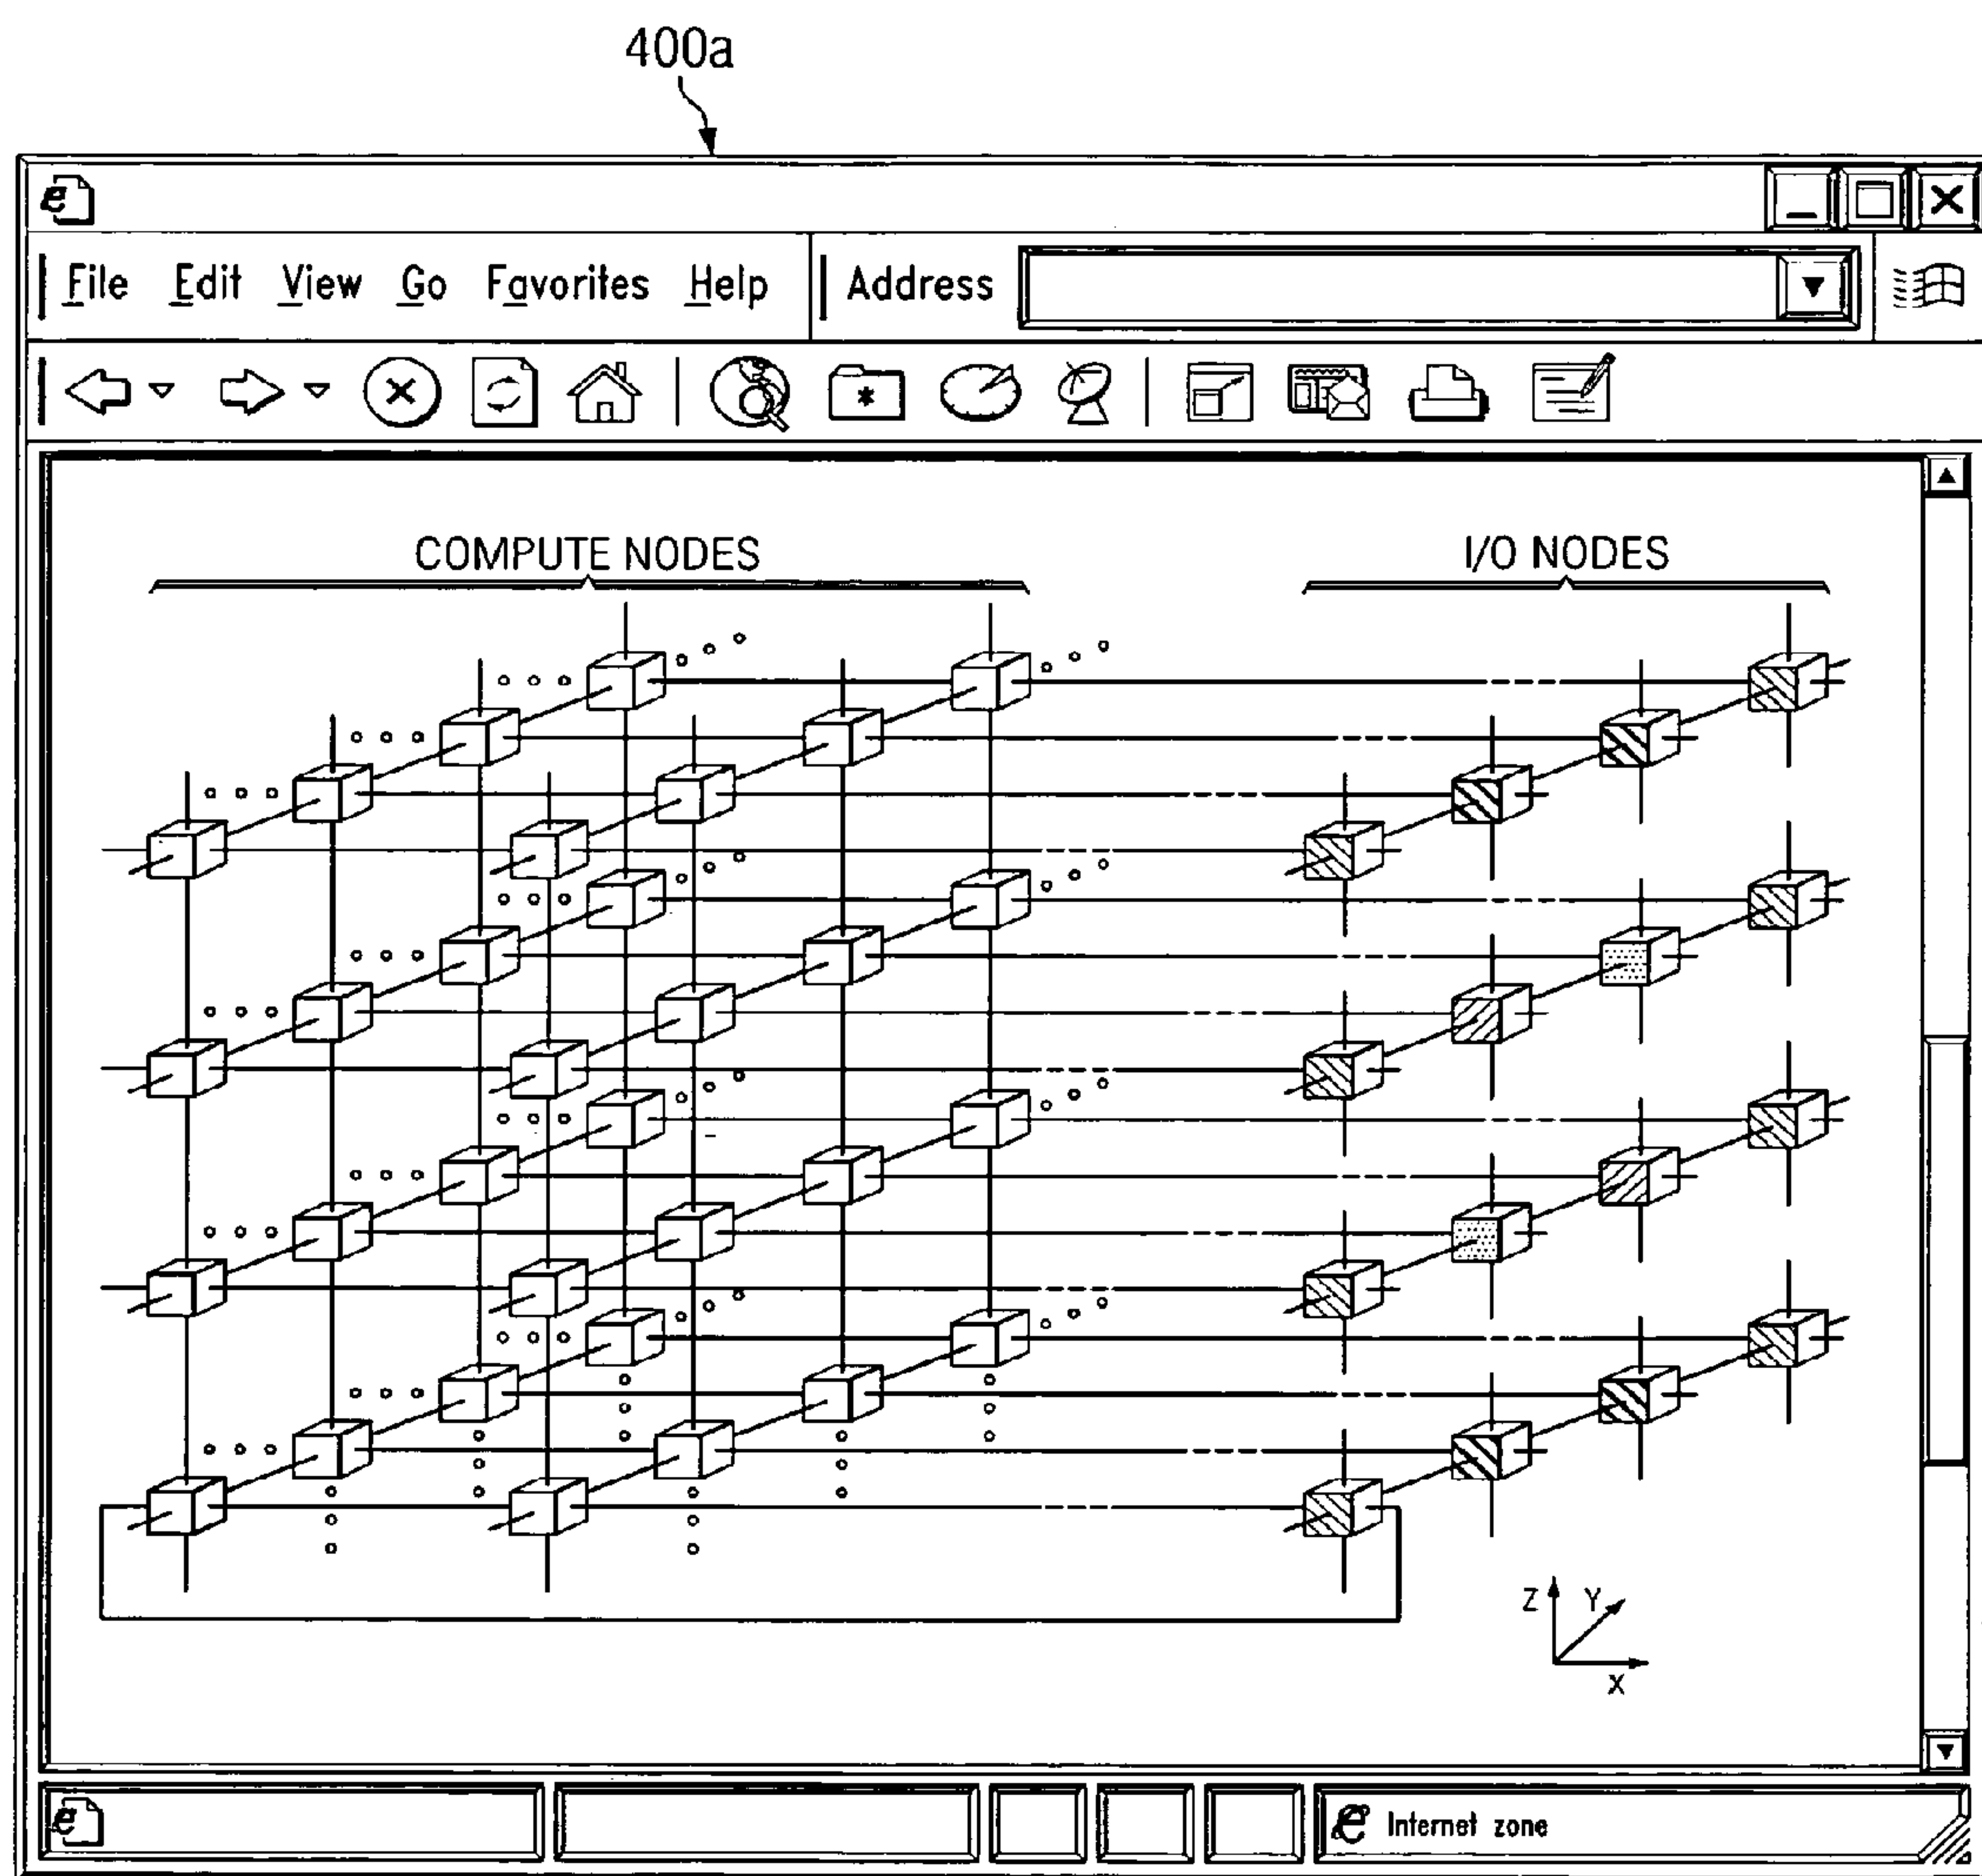 400a
File Edit View Go Favorites Help Address
COMPUTE NODES
I/O NODES
Z
Y
X
Internet zone